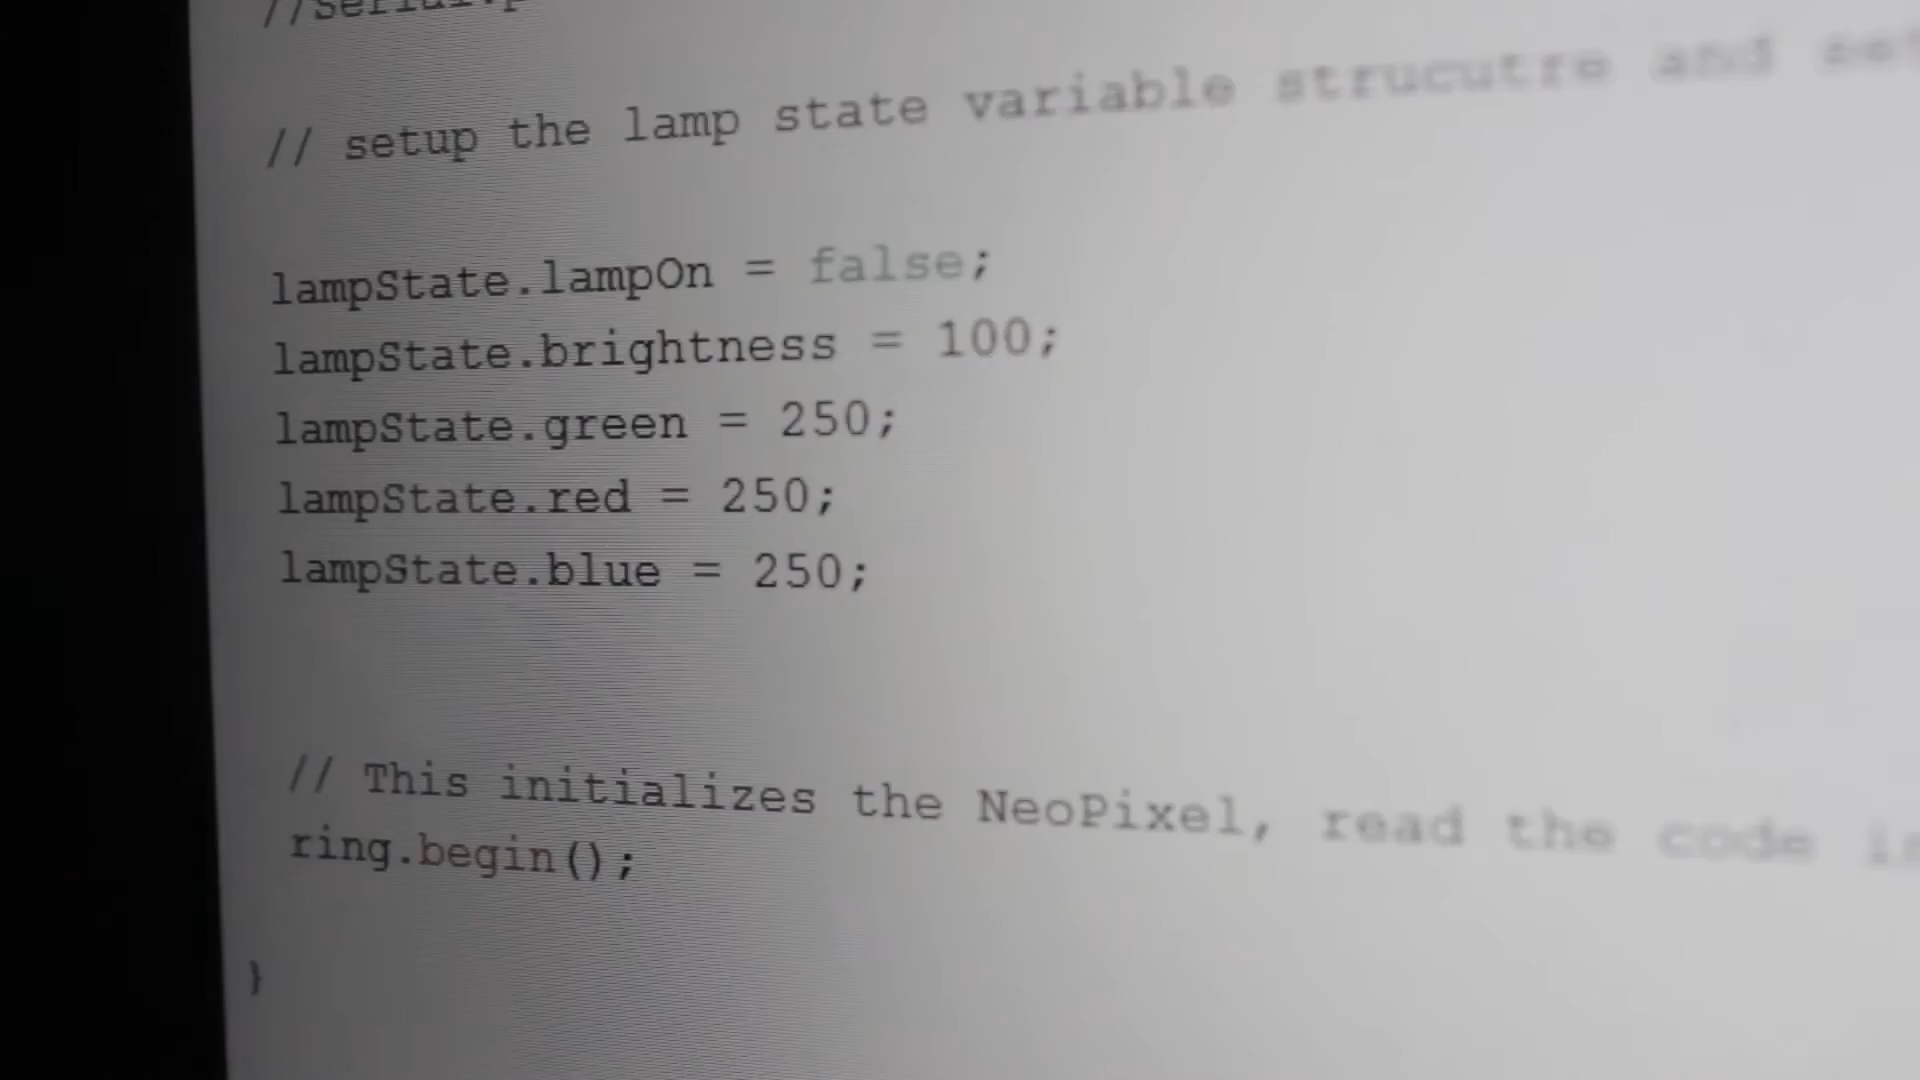 // setup the lamp state variable strucutre and
lampState.lampOn = false;
lampState.brightness = 100;
lampState.green = 250;
lampState.red = 250;
lampState.blue = 250;
// This initializes the NeoPixel, read the code
ring.begin();
}